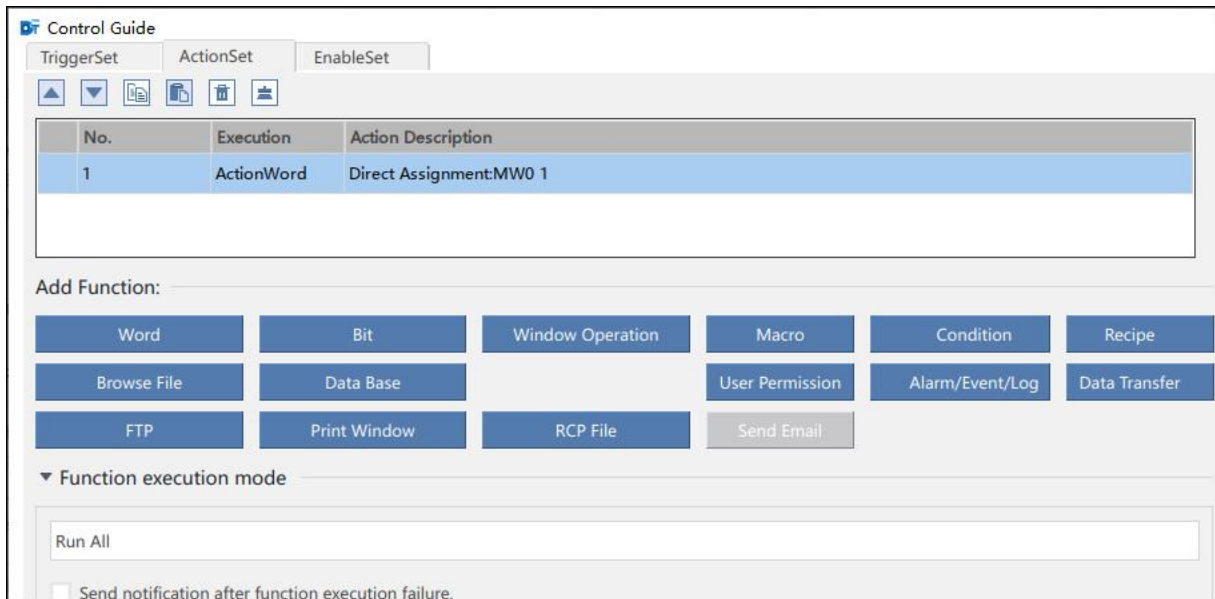 DT Control Guide
TriggerSet ActionSet EnableSet
No. Execution Action Description
1 ActionWord Direct Assignment:MW0 1
Add Function:
Word Bit Window Operation Macro Condition Recipe
Browse File Data Base User Permission Alarm/Event/Log Data Transfer
FTP Print Window RCP File Send Email
Function execution mode
Run All
Send notification after function execution failure.